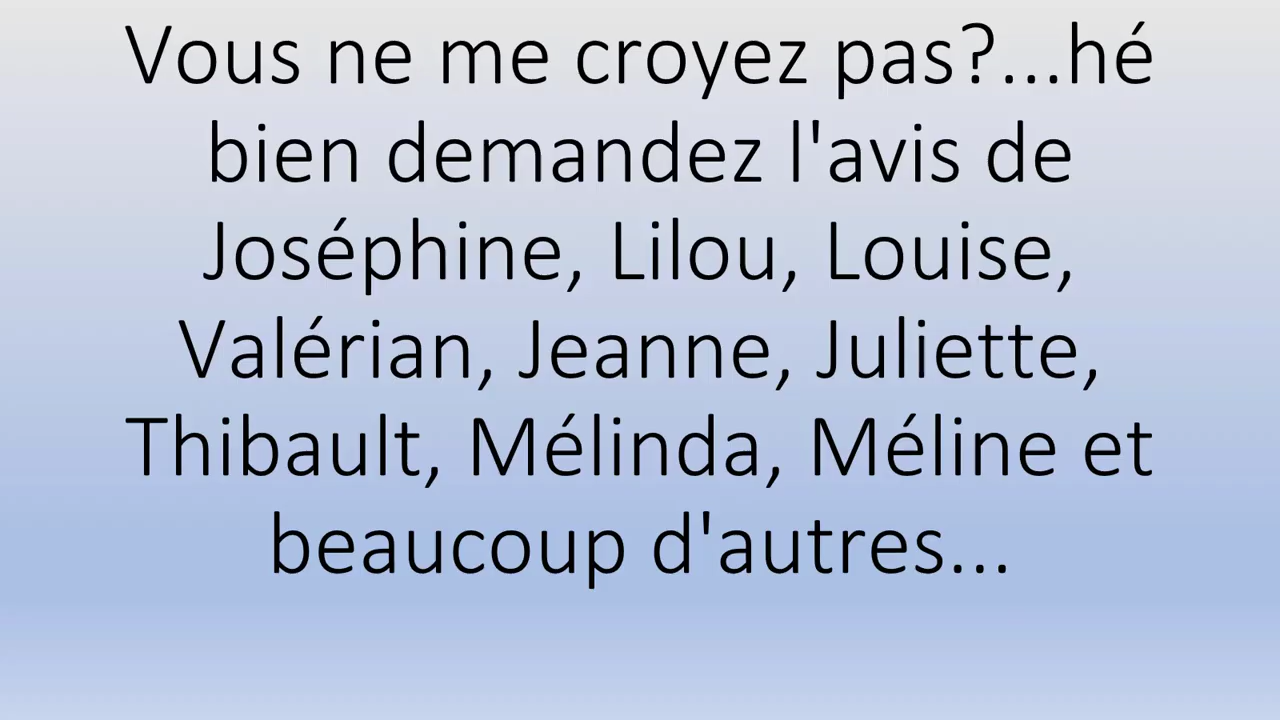 Vous ne me croyez pas?...hé
bien demandez l'avis de
Joséphine, Lilou, Louise,
Valérian, Jeanne, Juliette,
Thibault, Mélinda, Méline et
beaucoup d'autres...